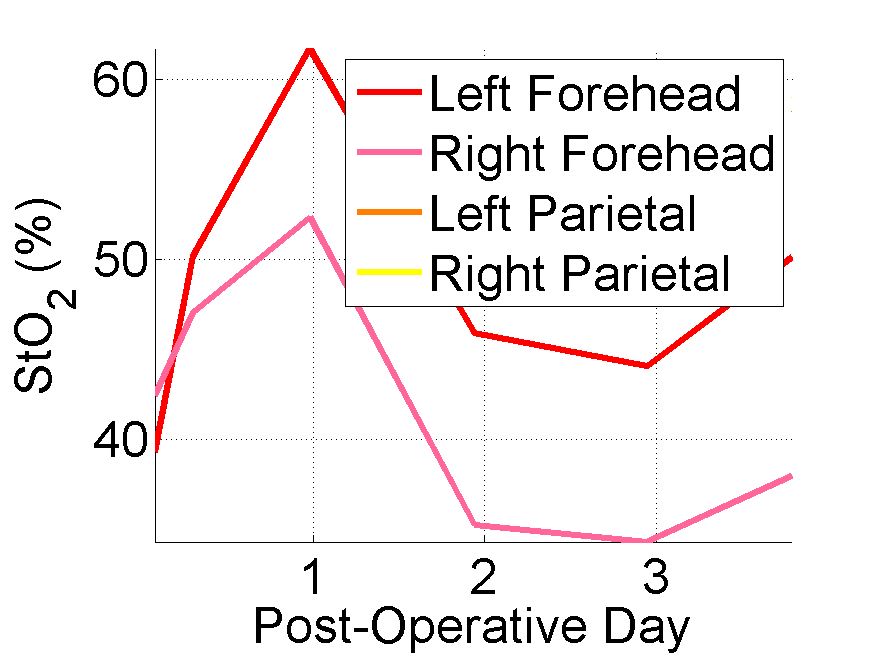 60
50
40
StO2 (%)
Left Forehead
Right Forehead
Left Parietal
Right Parietal
1 2 3
Post-Operative Day